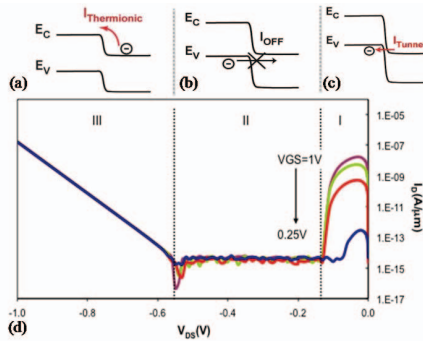 E_C
I_Thermionic
E_V
(a)
E_C
I_OFF
E_V
(b)
E_C
E_V
I_Tunnel
(c)
III
II
I
VGS=1V
0.25V
1.E-05
1.E-07
1.E-09
1.E-11
1.E-13
1.E-15
1.E-17
I_D(A/μm)
-1.0
-0.8
-0.6
-0.4
-0.2
0.0
V_DS(V)
(d)